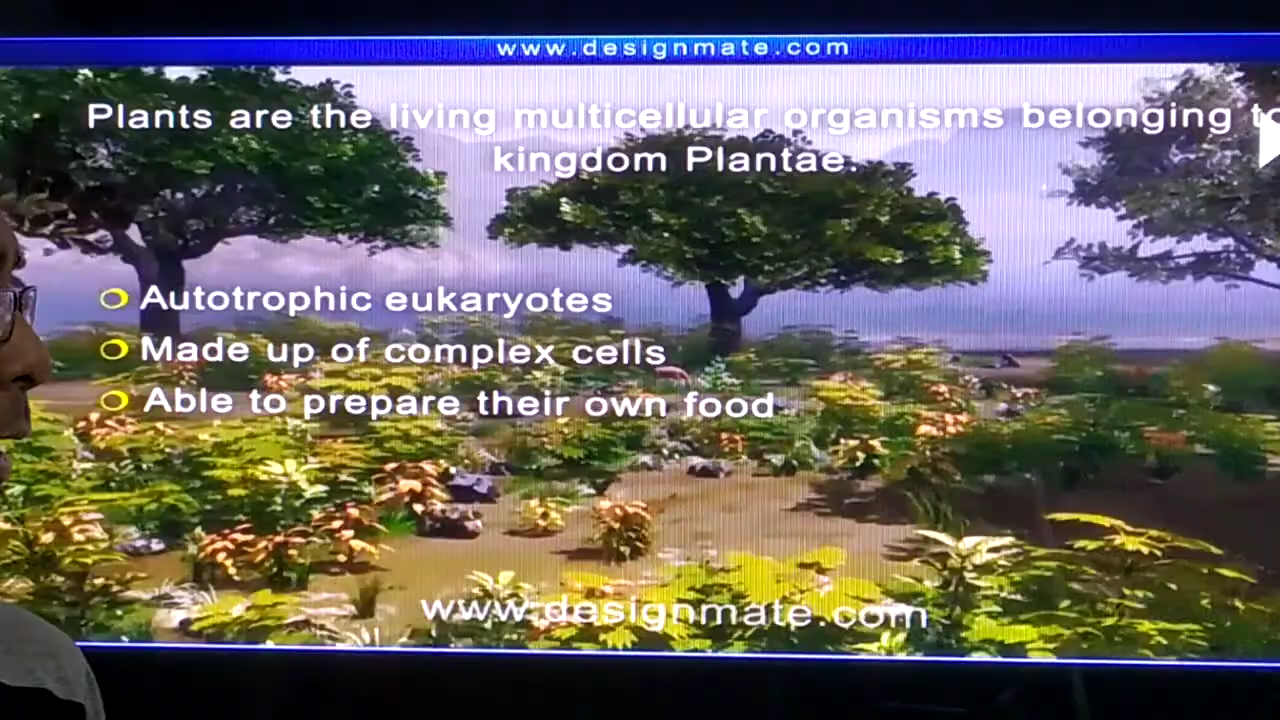 www.designmate.com
Plants are the living multicellular organisms belonging to
kingdom Plantae.
Autotrophic eukaryotes
Made up of complex cells
Able to prepare their own food
www.designmate.com